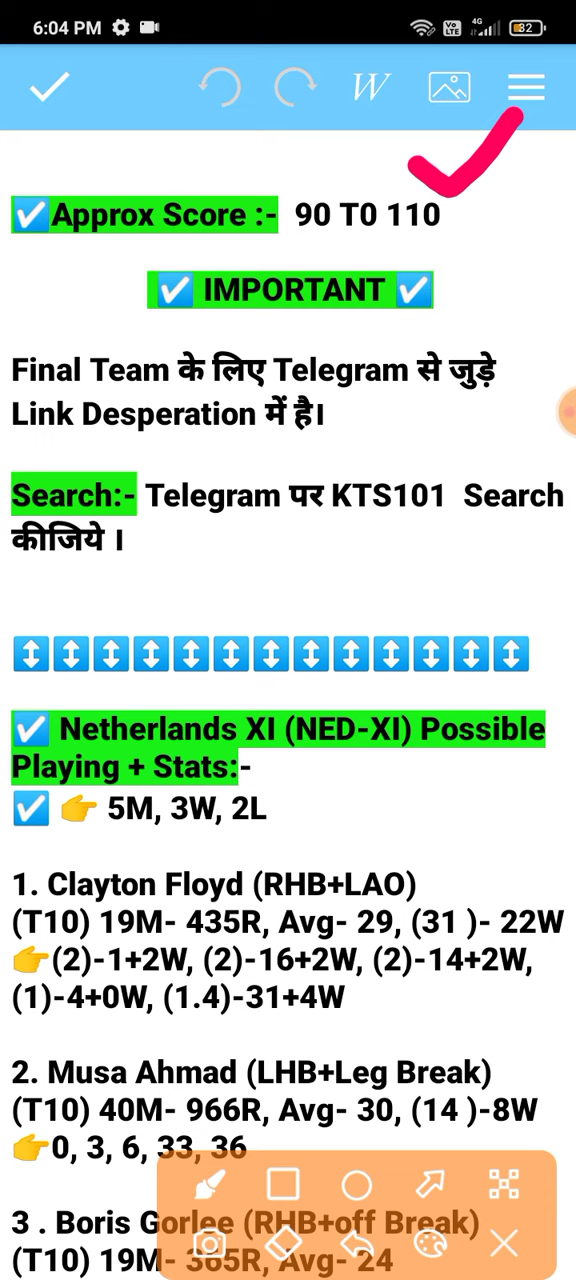 6:04 PM
Vo LTE
4G
32
W
✅Approx Score :- 90 T0 110
✅ IMPORTANT ✅
Final Team के लिए Telegram से जुड़े
Link Desperation में है।
Search:- Telegram पर KTS101 Search
कीजिये ।
↕️↕️↕️↕️↕️↕️↕️↕️↕️↕️↕️↕️↕️
✅ Netherlands XI (NED-XI) Possible
Playing + Stats:-
✅ 👉 5M, 3W, 2L
1. Clayton Floyd (RHB+LAO)
(T10) 19M- 435R, Avg- 29, (31 )- 22W
👉(2)-1+2W, (2)-16+2W, (2)-14+2W,
(1)-4+0W, (1.4)-31+4W
2. Musa Ahmad (LHB+Leg Break)
(T10) 40M- 966R, Avg- 30, (14 )-8W
👉0, 3, 6, 33, 36
3 . Boris Gorlee (RHB+off Break)
(T10) 19M- 365R, Avg- 24